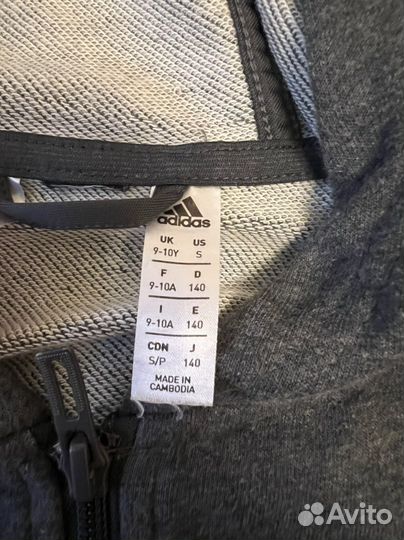 adidas
UK US
9-10Y S
F D
9-10A 140
I E
9-10A 140
CDN J
S/P 140
MADE IN
CAMBODIA
Avito